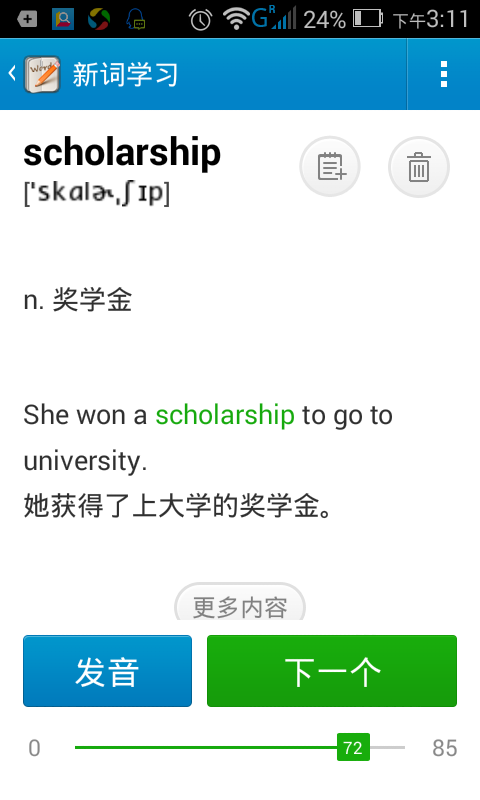 24% 下午3:11
新词学习
scholarship
['skɑlɚˌʃɪp]
n. 奖学金
She won a scholarship to go to
university.
她获得了上大学的奖学金。
更多内容
发音 下一个
0 72 85